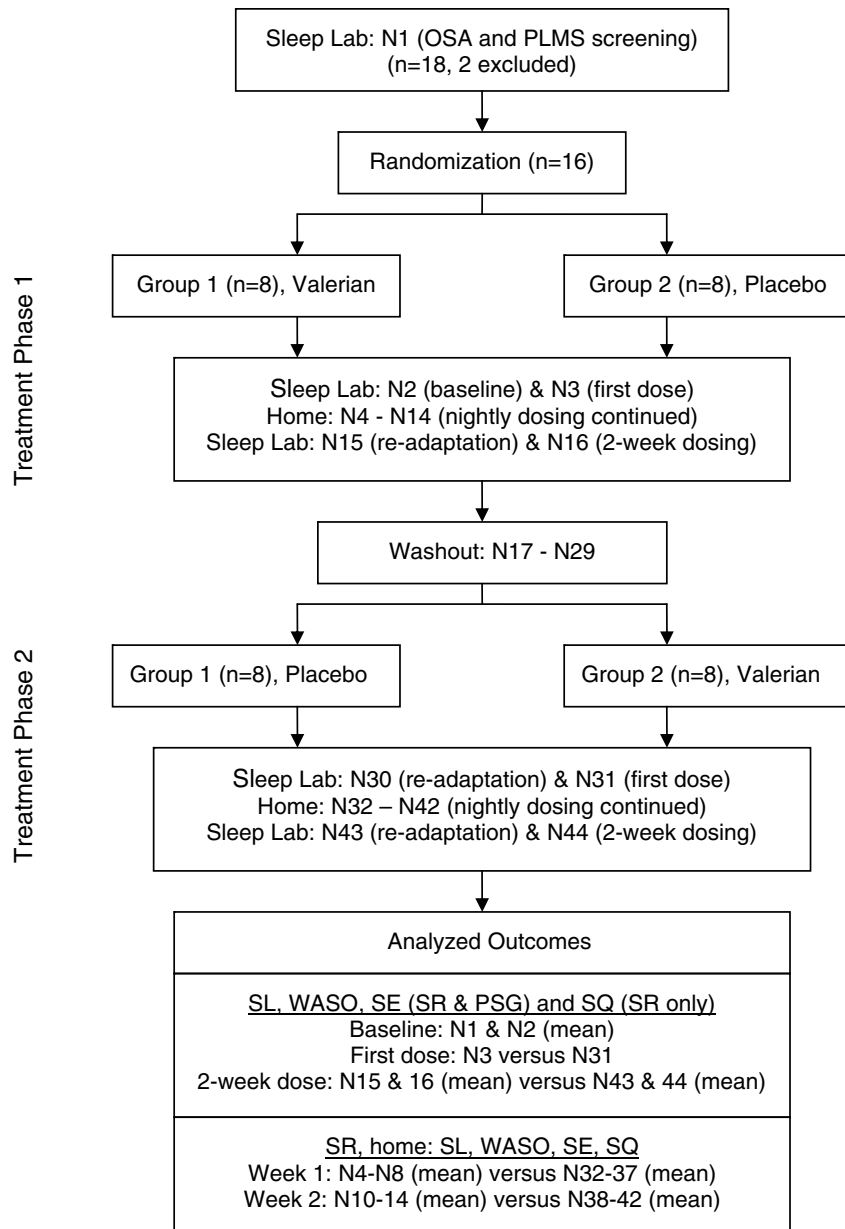 Sleep Lab: N1 (OSA and PLMS screening)
(n=18, 2 excluded)
Randomization (n=16)
Treatment Phase 1
Group 1 (n=8), Valerian
Group 2 (n=8), Placebo
Sleep Lab: N2 (baseline) & N3 (first dose)
Home: N4 - N14 (nightly dosing continued)
Sleep Lab: N15 (re-adaptation) & N16 (2-week dosing)
Washout: N17 - N29
Treatment Phase 2
Group 1 (n=8), Placebo
Group 2 (n=8), Valerian
Sleep Lab: N30 (re-adaptation) & N31 (first dose)
Home: N32 – N42 (nightly dosing continued)
Sleep Lab: N43 (re-adaptation) & N44 (2-week dosing)
Analyzed Outcomes
SL, WASO, SE (SR & PSG) and SQ (SR only)
Baseline: N1 & N2 (mean)
First dose: N3 versus N31
2-week dose: N15 & 16 (mean) versus N43 & 44 (mean)
SR, home: SL, WASO, SE, SQ
Week 1: N4-N8 (mean) versus N32-37 (mean)
Week 2: N10-14 (mean) versus N38-42 (mean)